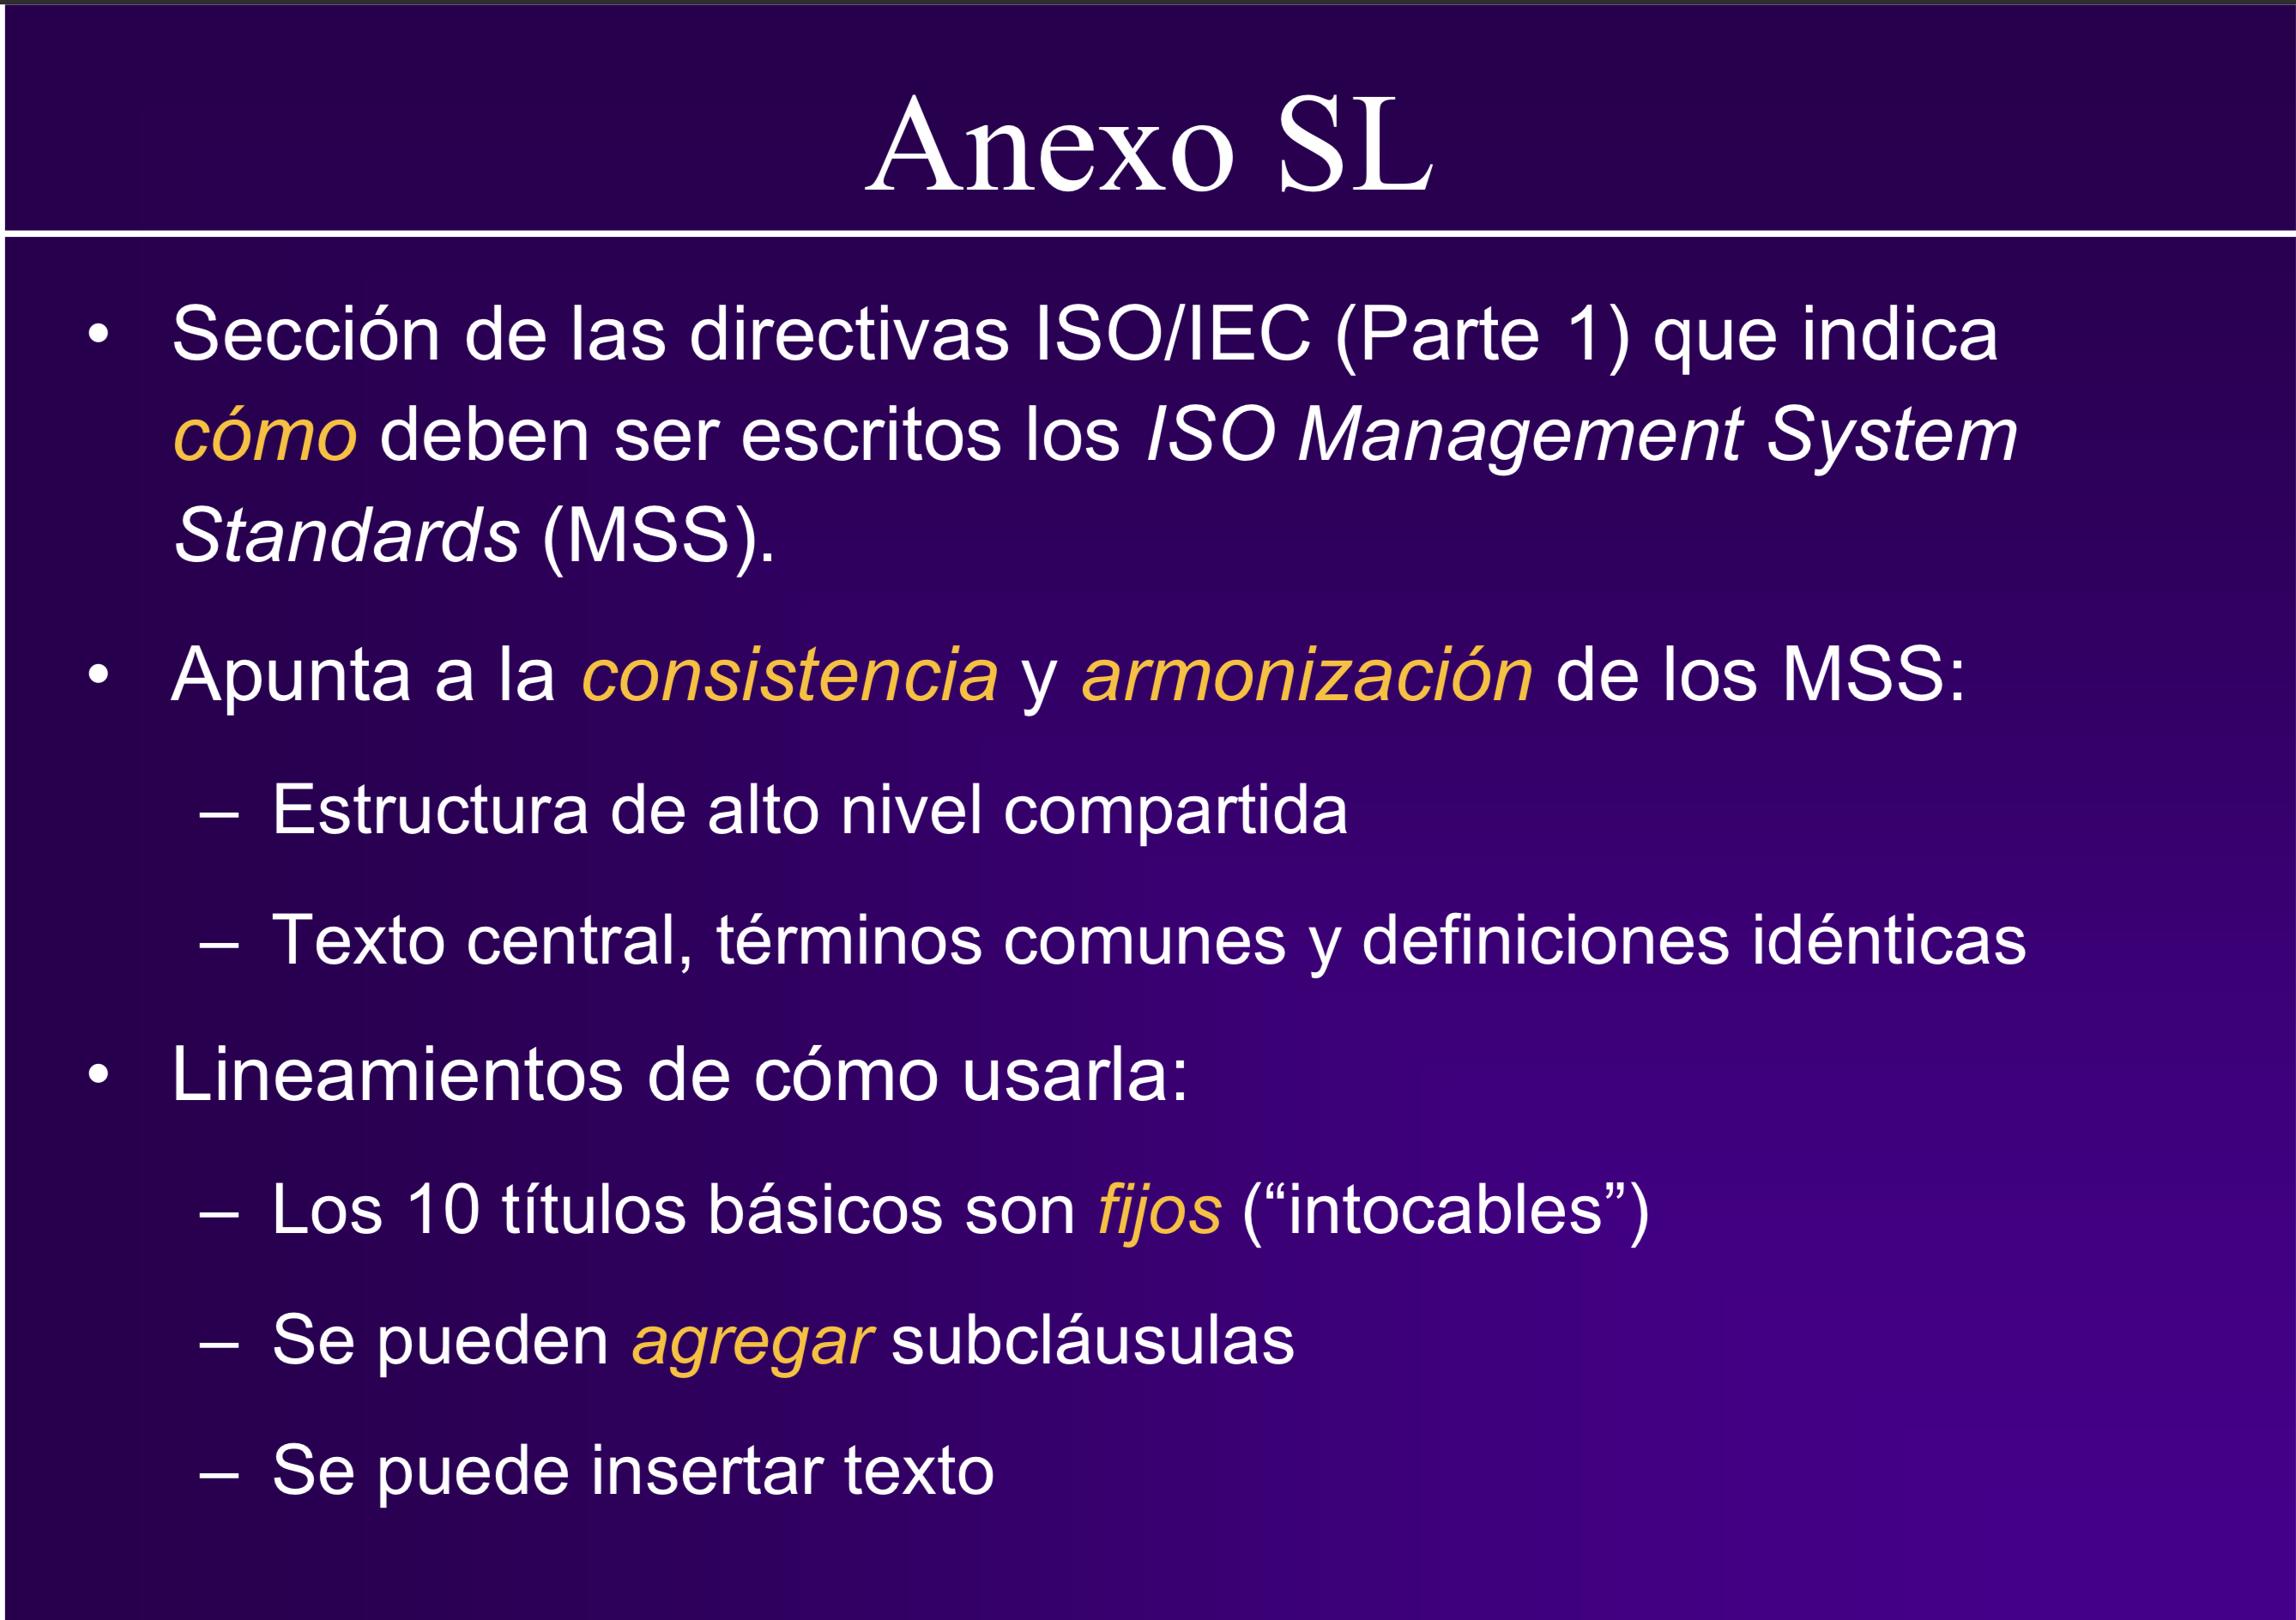 Anexo SL
• Sección de las directivas ISO/IEC (Parte 1) que indica
cómo deben ser escritos los ISO Management System
Standards (MSS).
• Apunta a la consistencia y armonización de los MSS:
– Estructura de alto nivel compartida
– Texto central, términos comunes y definiciones idénticas
• Lineamientos de cómo usarla:
– Los 10 títulos básicos son fijos (“intocables”)
– Se pueden agregar subcláusulas
– Se puede insertar texto